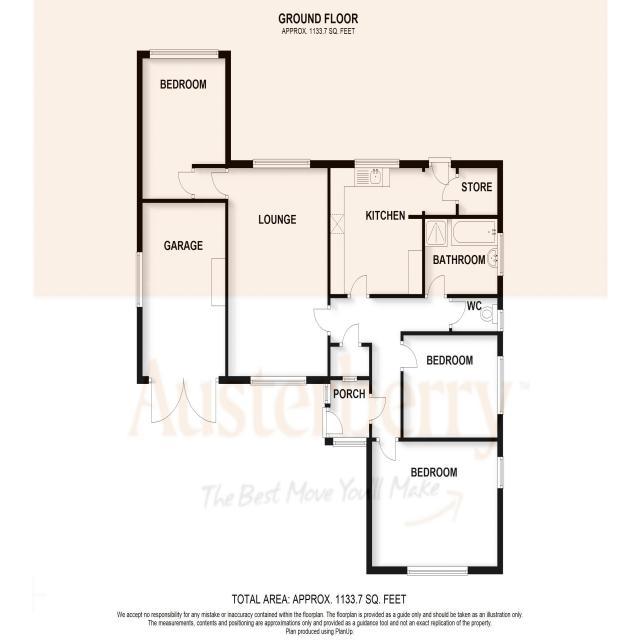 GROUND FLOOR
APPROX. 1133.7 SQ. FEET
BEDROOM
STORE
KITCHEN
LOUNGE
GARAGE
BATHROOM
WC
BEDROOM
PORCH
Austerberry™
BEDROOM
The Best Move You'll Make
TOTAL AREA: APPROX. 1133.7 SQ. FEET
We accept no responsibility for any mistake or inaccuracy contained within the floorplan. The floorplan is provided as a guide only and should be taken as an illustration only.
The measurements, contents and positioning are approximations only and provided as a guidance tool and not an exact replication of the property.
Plan produced using PlanUp.